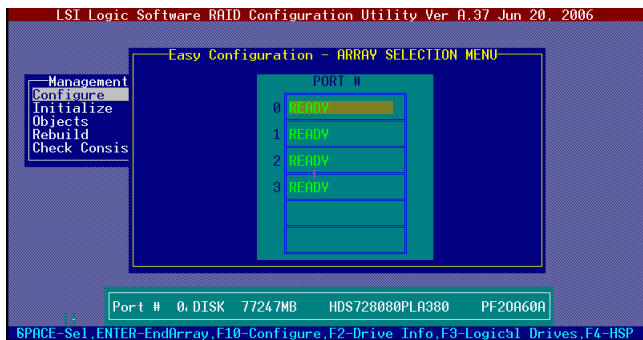 LSI Logic Software RAID Configuration Utility Ver A.37 Jun 20, 2006
Easy Configuration - ARRAY SELECTION MENU
Management
Configure
Initialize
Objects
Rebuild
Check Consis
PORT #
0 READY
1 READY
2 READY
3 READY
Port # 0, DISK 77247MB HDS728080PLA380 PF2OA60A
SPACE-Sel,ENTER-EndArray,F10-Configure,F2-Drive Info,F3-Logical Drives,F4-HSP